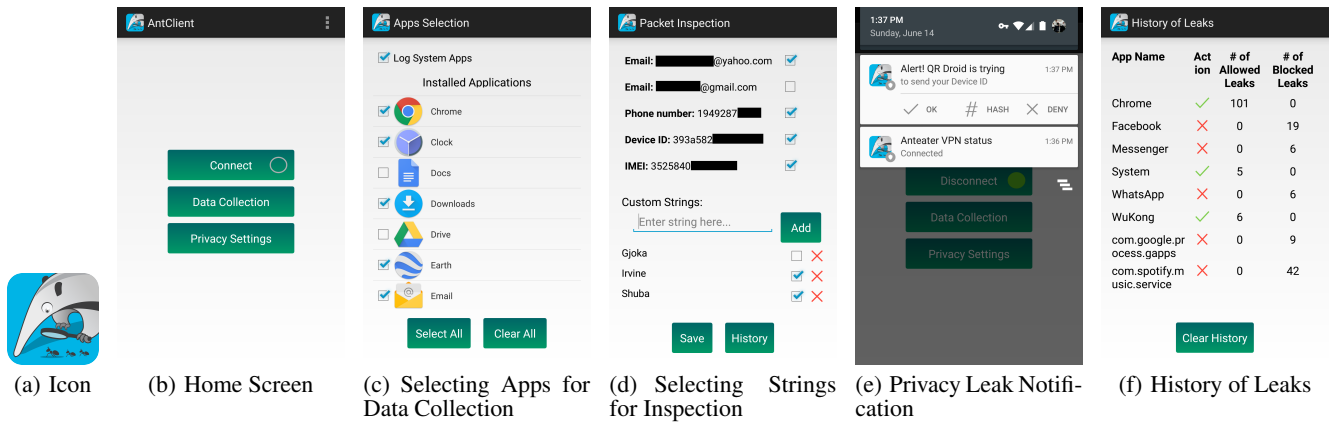 AntClient
Connect
Data Collection
Privacy Settings
Apps Selection
Log System Apps
Installed Applications
Chrome
Clock
Docs
Downloads
Drive
Earth
Email
Select All Clear All
Packet Inspection
Email: @yahoo.com
Email: @gmail.com
Phone number: 1949287
Device ID: 393a582
IMEI: 3525840
Custom Strings:
Enter string here...
Add
Gjoka
Irvine
Shuba
Save History
1:37 PM
Sunday, June 14
Alert! QR Droid is trying 1:37 PM
to send your Device ID
OK # HASH DENY
Anteater VPN status 1:36 PM
Connected
Disconnect
Data Collection
Privacy Settings
History of Leaks
App Name Act # of # of
ion Allowed Blocked
Leaks Leaks
Chrome 101 0
Facebook 0 19
Messenger 0 6
System 5 0
WhatsApp 0 6
WuKong 6 0
com.google.pr 0 9
ocess.gapps
com.spotify.m 0 42
usic.service
Clear History
(a) Icon
(b) Home Screen
(c) Selecting Apps for
Data Collection
(d) Selecting Strings
for Inspection
(e) Privacy Leak Notifi-
cation
(f) History of Leaks